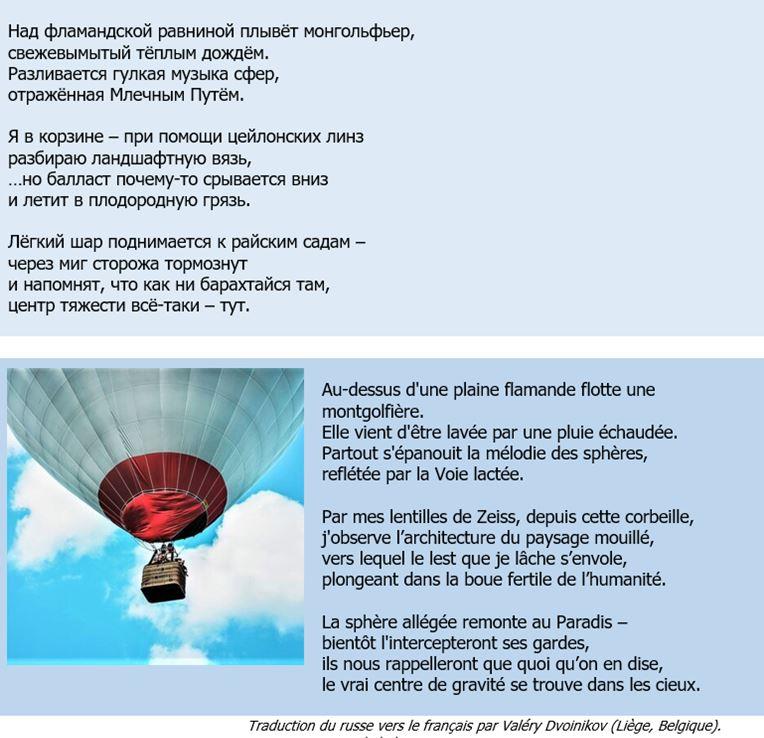 Над фламандской равниной плывёт монгольфьер,
свежевымытый тёплым дождём.
Разливается гулкая музыка сфер,
отражённая Млечным Путём.
Я в корзине – при помощи цейлонских линз
разбираю ландшафтную вязь,
...но балласт почему-то срывается вниз
и летит в плодородную грязь.
Лёгкий шар поднимается к райским садам –
через миг сторожа тормознут
и напомнят, что как ни барахтайся там,
центр тяжести всё-таки – тут.
Au-dessus d'une plaine flamande flotte une
montgolfière.
Elle vient d'être lavée par une pluie échaudée.
Partout s'épanouit la mélodie des sphères,
reflétée par la Voie lactée.
Par mes lentilles de Zeiss, depuis cette corbeille,
j'observe l’architecture du paysage mouillé,
vers lequel le lest que je lâche s’envole,
plongeant dans la boue fertile de l’humanité.
La sphère allégée remonte au Paradis –
bientôt l'intercepteront ses gardes,
ils nous rappelleront que quoi qu’on en dise,
le vrai centre de gravité se trouve dans les cieux.
Traduction du russe vers le français par Valéry Dvoinikov (Liège, Belgique).